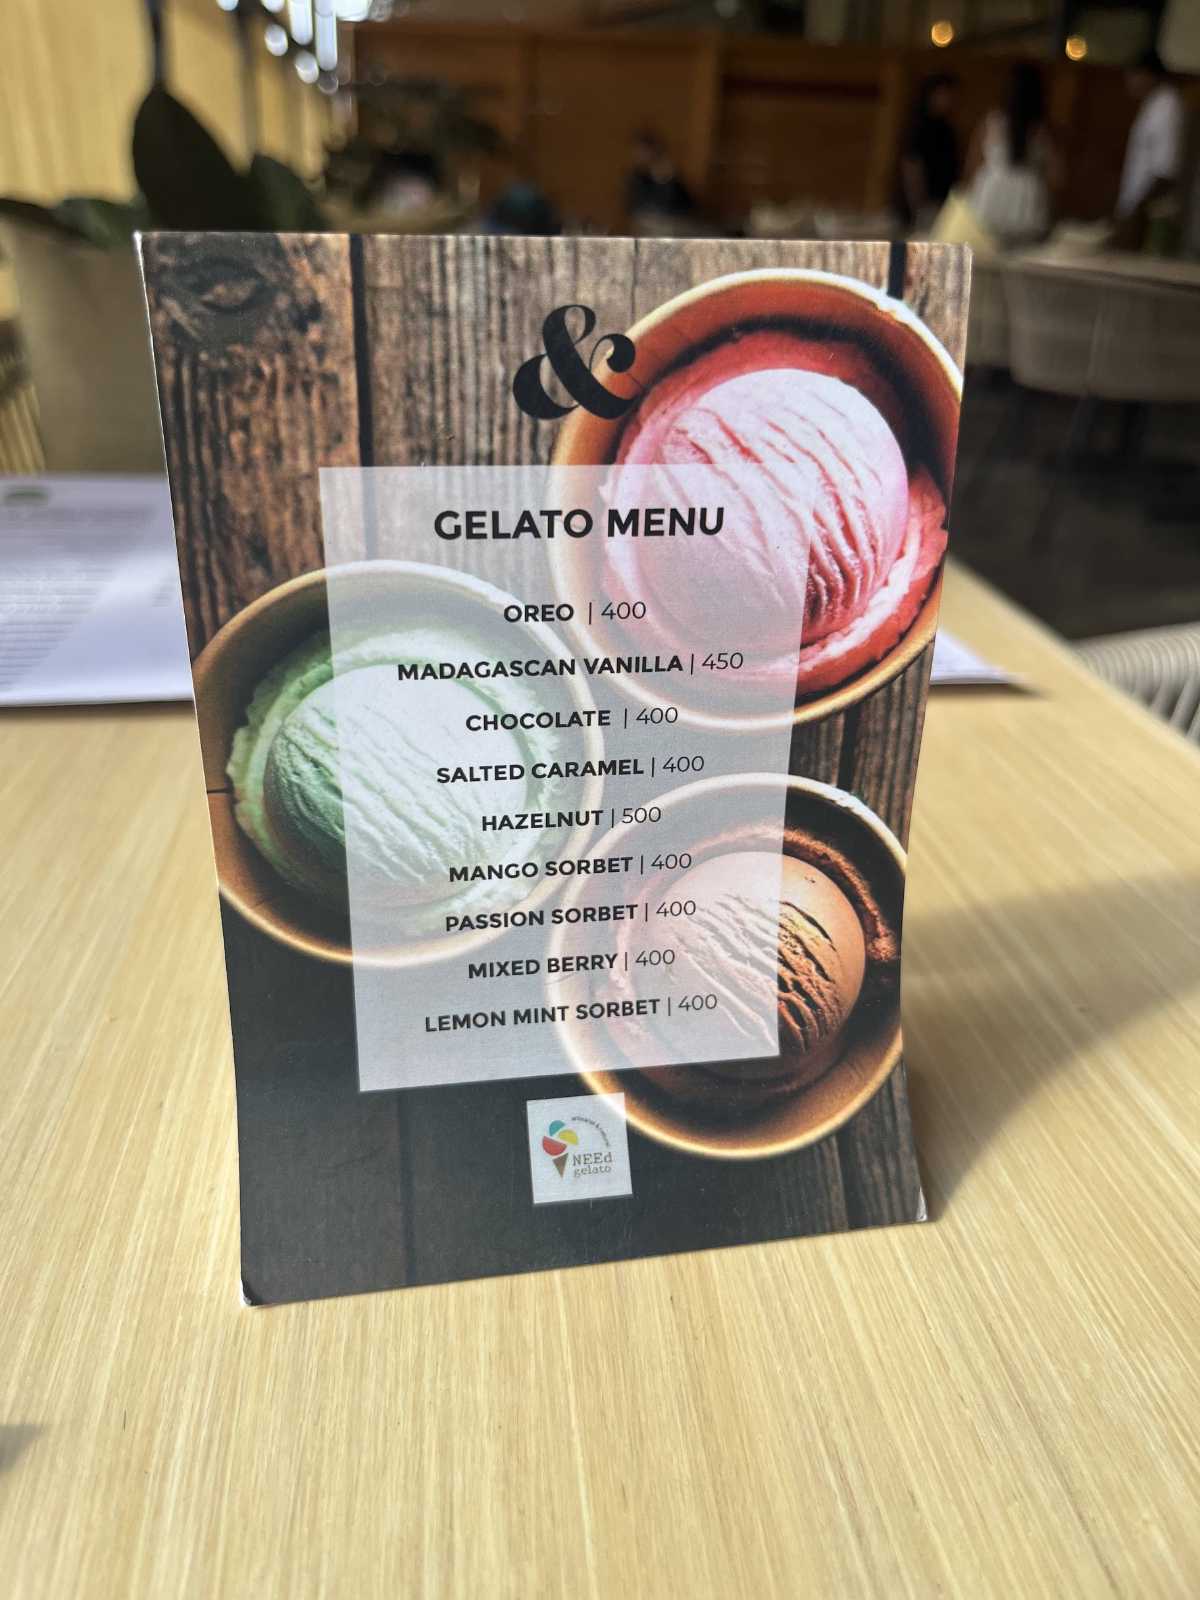 &
GELATO MENU
OREO | 400
MADAGASCAN VANILLA | 450
CHOCOLATE | 400
SALTED CARAMEL | 400
HAZELNUT | 500
MANGO SORBET | 400
PASSION SORBET | 400
MIXED BERRY | 400
LEMON MINT SORBET | 400
NEEd
gelato